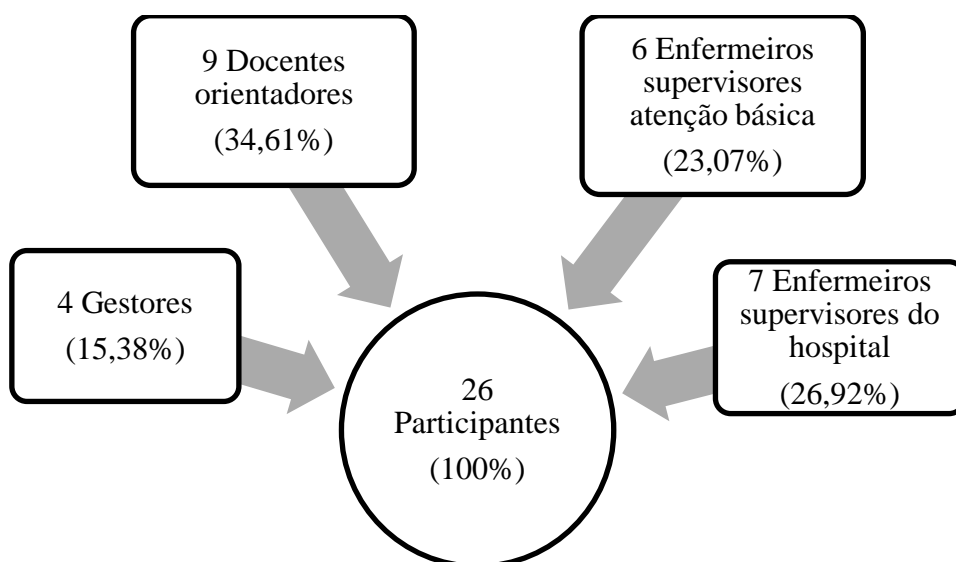 9 Docentes
orientadores
(34,61%)
6 Enfermeiros
supervisores
atenção básica
(23,07%)
4 Gestores
(15,38%)
7 Enfermeiros
supervisores do
hospital
(26,92%)
26
Participantes
(100%)